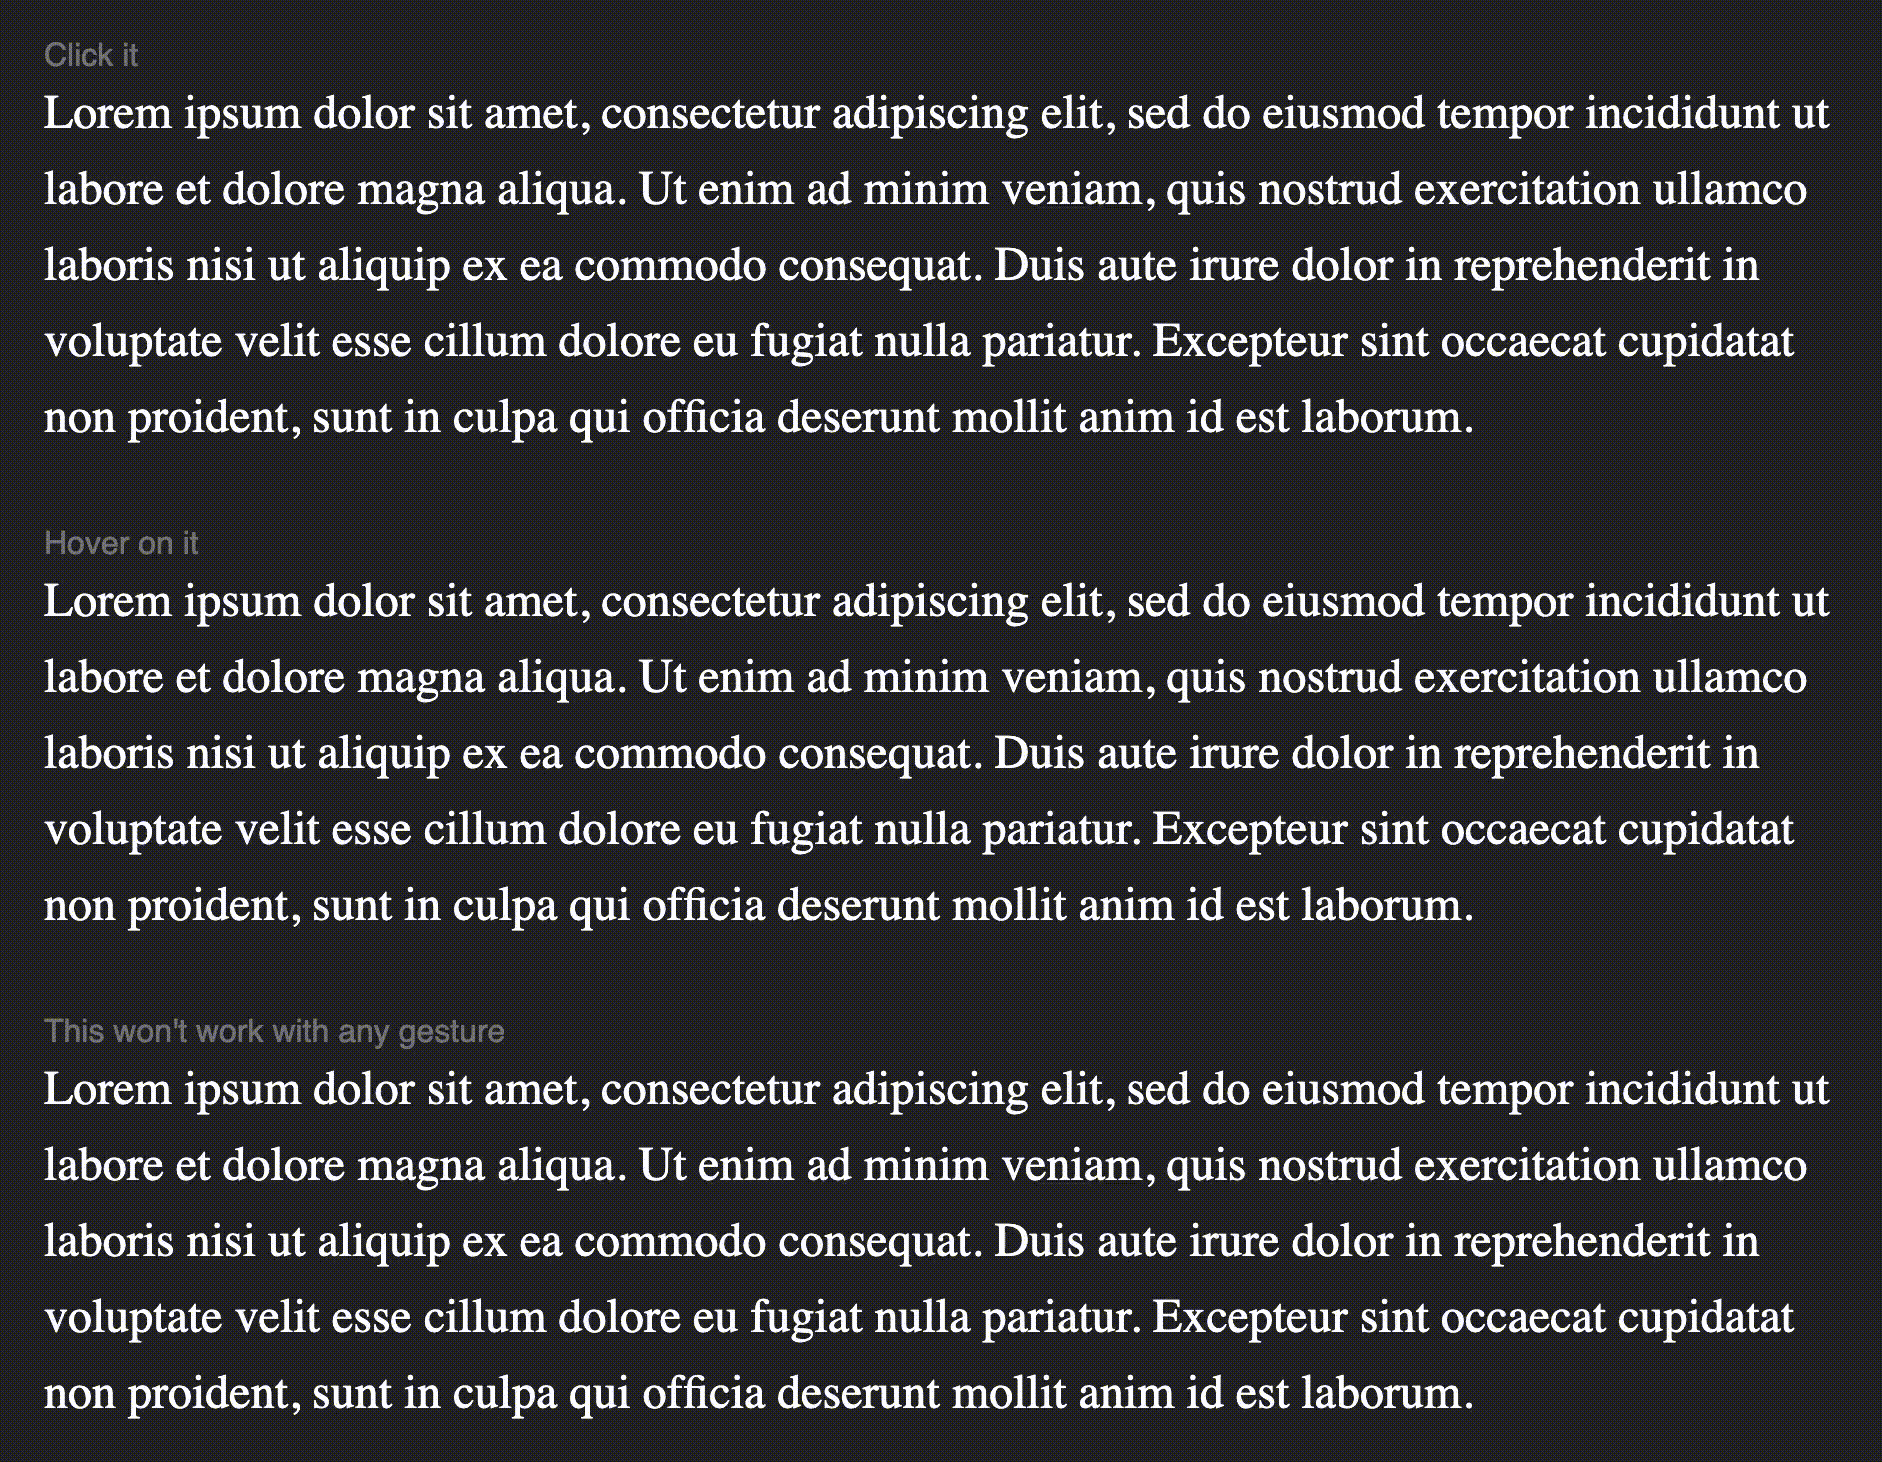 Click it
Lorem ipsum dolor sit amet, consectetur adipiscing elit, sed do eiusmod tempor incididunt ut
labore et dolore magna aliqua. Ut enim ad minim veniam, quis nostrud exercitation ullamco
laboris nisi ut aliquip ex ea commodo consequat. Duis aute irure dolor in reprehenderit in
voluptate velit esse cillum dolore eu fugiat nulla pariatur. Excepteur sint occaecat cupidatat
non proident, sunt in culpa qui officia deserunt mollit anim id est laborum.
Hover on it
Lorem ipsum dolor sit amet, consectetur adipiscing elit, sed do eiusmod tempor incididunt ut
labore et dolore magna aliqua. Ut enim ad minim veniam, quis nostrud exercitation ullamco
laboris nisi ut aliquip ex ea commodo consequat. Duis aute irure dolor in reprehenderit in
voluptate velit esse cillum dolore eu fugiat nulla pariatur. Excepteur sint occaecat cupidatat
non proident, sunt in culpa qui officia deserunt mollit anim id est laborum.
This won't work with any gesture
Lorem ipsum dolor sit amet, consectetur adipiscing elit, sed do eiusmod tempor incididunt ut
labore et dolore magna aliqua. Ut enim ad minim veniam, quis nostrud exercitation ullamco
laboris nisi ut aliquip ex ea commodo consequat. Duis aute irure dolor in reprehenderit in
voluptate velit esse cillum dolore eu fugiat nulla pariatur. Excepteur sint occaecat cupidatat
non proident, sunt in culpa qui officia deserunt mollit anim id est laborum.